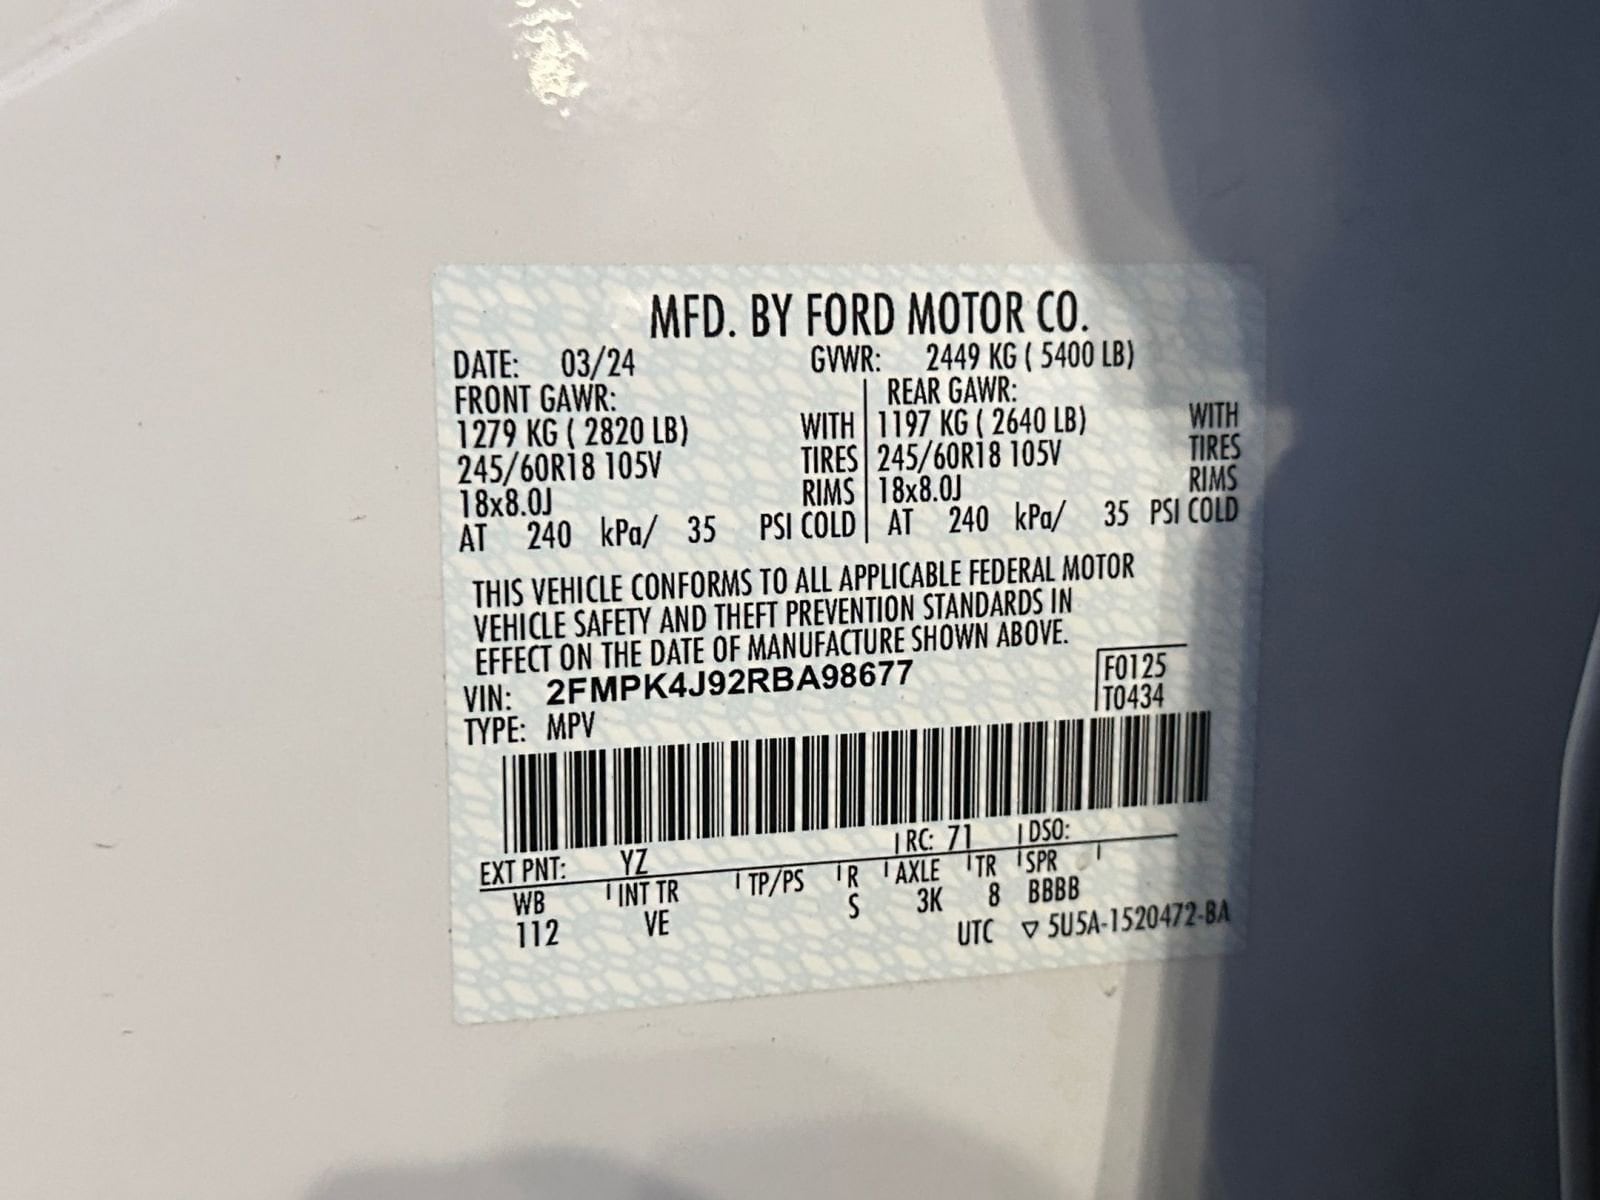 MFD. BY FORD MOTOR CO.
DATE: 03/24 GVWR: 2449 KG ( 5400 LB)
FRONT GAWR: REAR GAWR:
1279 KG ( 2820 LB) WITH 1197 KG ( 2640 LB) WITH
245/60R18 105V TIRES 245/60R18 105V TIRES
18x8.0J RIMS 18x8.0J RIMS
AT 240 kPa/ 35 PSI COLD AT 240 kPa/ 35 PSI COLD
THIS VEHICLE CONFORMS TO ALL APPLICABLE FEDERAL MOTOR
VEHICLE SAFETY AND THEFT PREVENTION STANDARDS IN
EFFECT ON THE DATE OF MANUFACTURE SHOWN ABOVE.
VIN: 2FMPK4J92RBA98677 F0125
TYPE: MPV T0434
EXT PNT: YZ RC: 71 DSO:
WB INT TR TP/PS R AXLE TR SPR
112 VE S 3K 8 BBBB
UTC ▽ 5U5A-1520472-BA